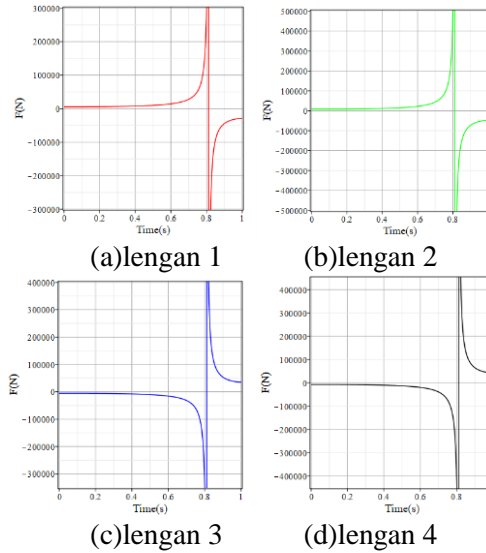 300000
200000
100000
F(N)
0
−100000
−200000
−300000
0 0.2 0.4 0.6 0.8 1
Time(s)
(a)lengan 1
500000
400000
300000
200000
100000
F(N)
0
−100000
−200000
−300000
−400000
−500000
0 0.2 0.4 0.6 0.8
Time(s)
(b)lengan 2
400000
300000
200000
100000
F(N)
0
−100000
−200000
−300000
0 0.2 0.4 0.6 0.8 1
Time(s)
(c)lengan 3
400000
300000
200000
100000
F(N)
0
−100000
−200000
−300000
−400000
0 0.2 0.4 0.6 0.8
Time(s)
(d)lengan 4